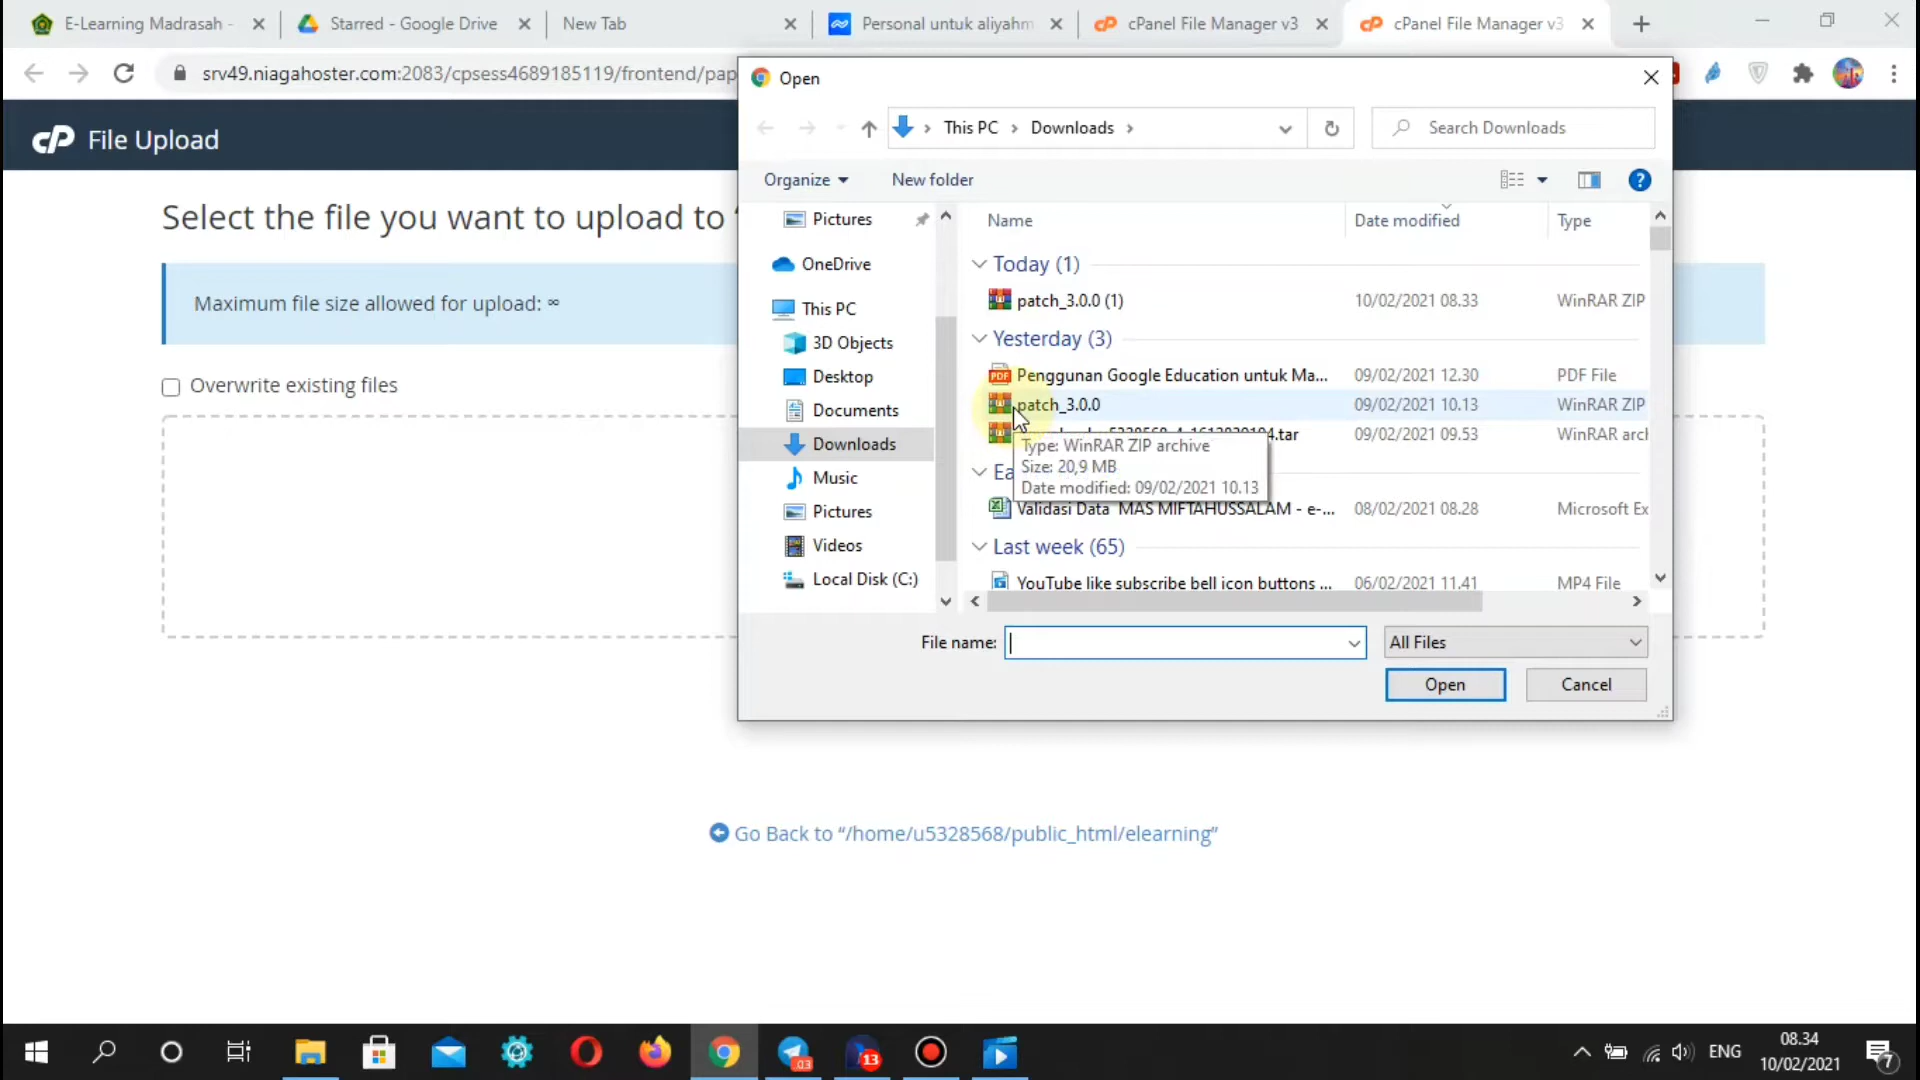 E-Learning Madrasah -
Starred - Google Drive
New Tab
Personal untuk aliyahm
cPanel File Manager v3
cPanel File Manager v3
srv49.niagahoster.com:2083/cpsess4689185119/frontend/pap
cP File Upload
Select the file you want to upload to “
Maximum file size allowed for upload: ∞
Overwrite existing files
Go Back to “/home/u5328568/public_html/elearning”
Open
This PC > Downloads >
Search Downloads
Organize
New folder
Pictures
OneDrive
This PC
3D Objects
Desktop
Documents
Downloads
Music
Pictures
Videos
Local Disk (C:)
Name Date modified Type
Today (1)
patch_3.0.0 (1) 10/02/2021 08.33 WinRAR ZIP
Yesterday (3)
PDF Penggunan Google Education untuk Ma... 09/02/2021 12.30 PDF File
patch_3.0.0 09/02/2021 10.13 WinRAR ZIP
.tar 09/02/2021 09.53 WinRAR arch
Type: WinRAR ZIP archive
Size: 20,9 MB
Date modified: 09/02/2021 10.13
Ea
Validasi Data MAS MIFTAHUSSALAM - e-... 08/02/2021 08.28 Microsoft Ex
Last week (65)
YouTube like subscribe bell icon buttons ... 06/02/2021 11.41 MP4 File
File name:
All Files
Open
Cancel
03
13
ENG
08.34
10/02/2021
7